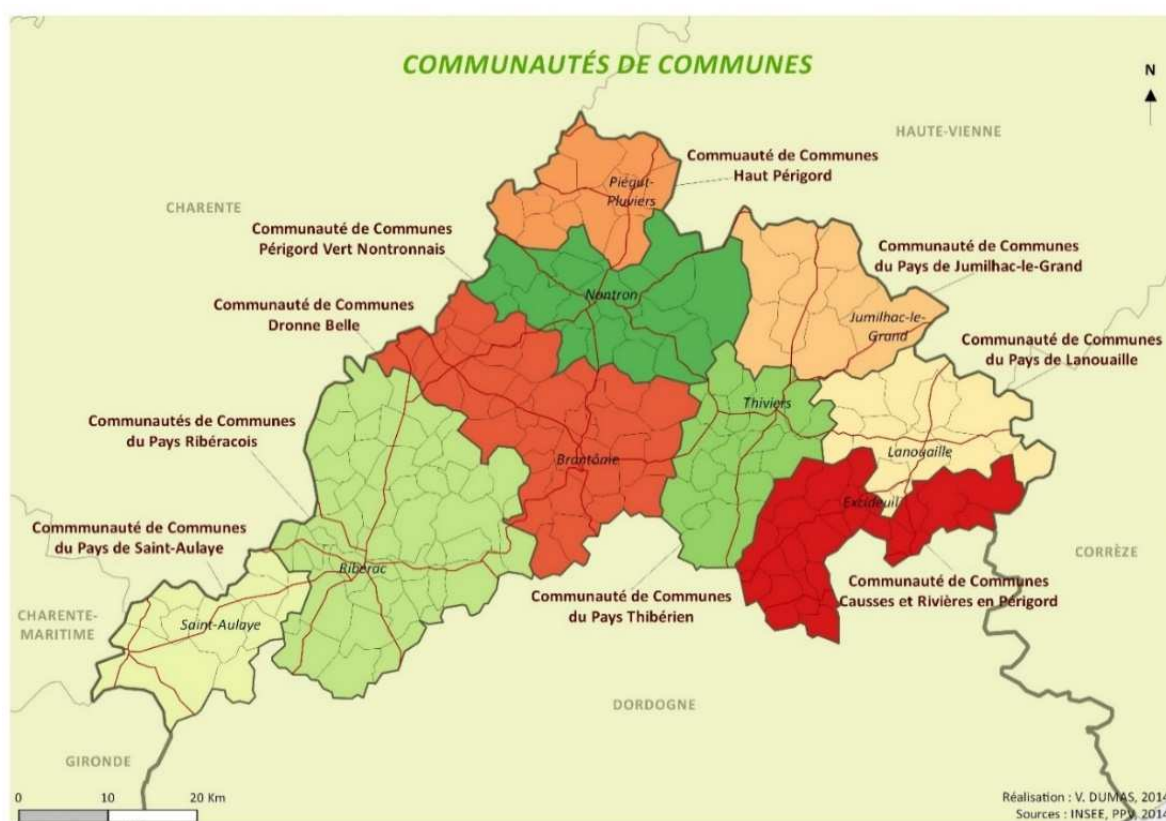 COMMUNAUTÉS DE COMMUNES
N
HAUTE-VIENNE
Commuauté de Communes
Haut Périgord
Piégut-
Pluviers
CHARENTE
Communauté de Communes
Périgord Vert Nontronnais
Communauté de Communes
du Pays de Jumilhac-le-Grand
Nontron
Communauté de Communes
Dronne Belle
Jumilhac-le-
Grand
Communauté de Communes
du Pays de Lanouaille
Thiviers
Communautés de Communes
du Pays Ribéracois
Brantôme
Lanouaille
Excideuil
Commmunauté de Communes
du Pays de Saint-Aulaye
CORRÈZE
Ribérac
Communauté de Communes
du Pays Thibérien
Communauté de Communes
Causses et Rivières en Périgord
CHARENTE-
MARITIME
Saint-Aulaye
DORDOGNE
GIRONDE
0 10 20 Km
Réalisation : V. DUMAS, 2014
Sources : INSEE, PPV, 2014